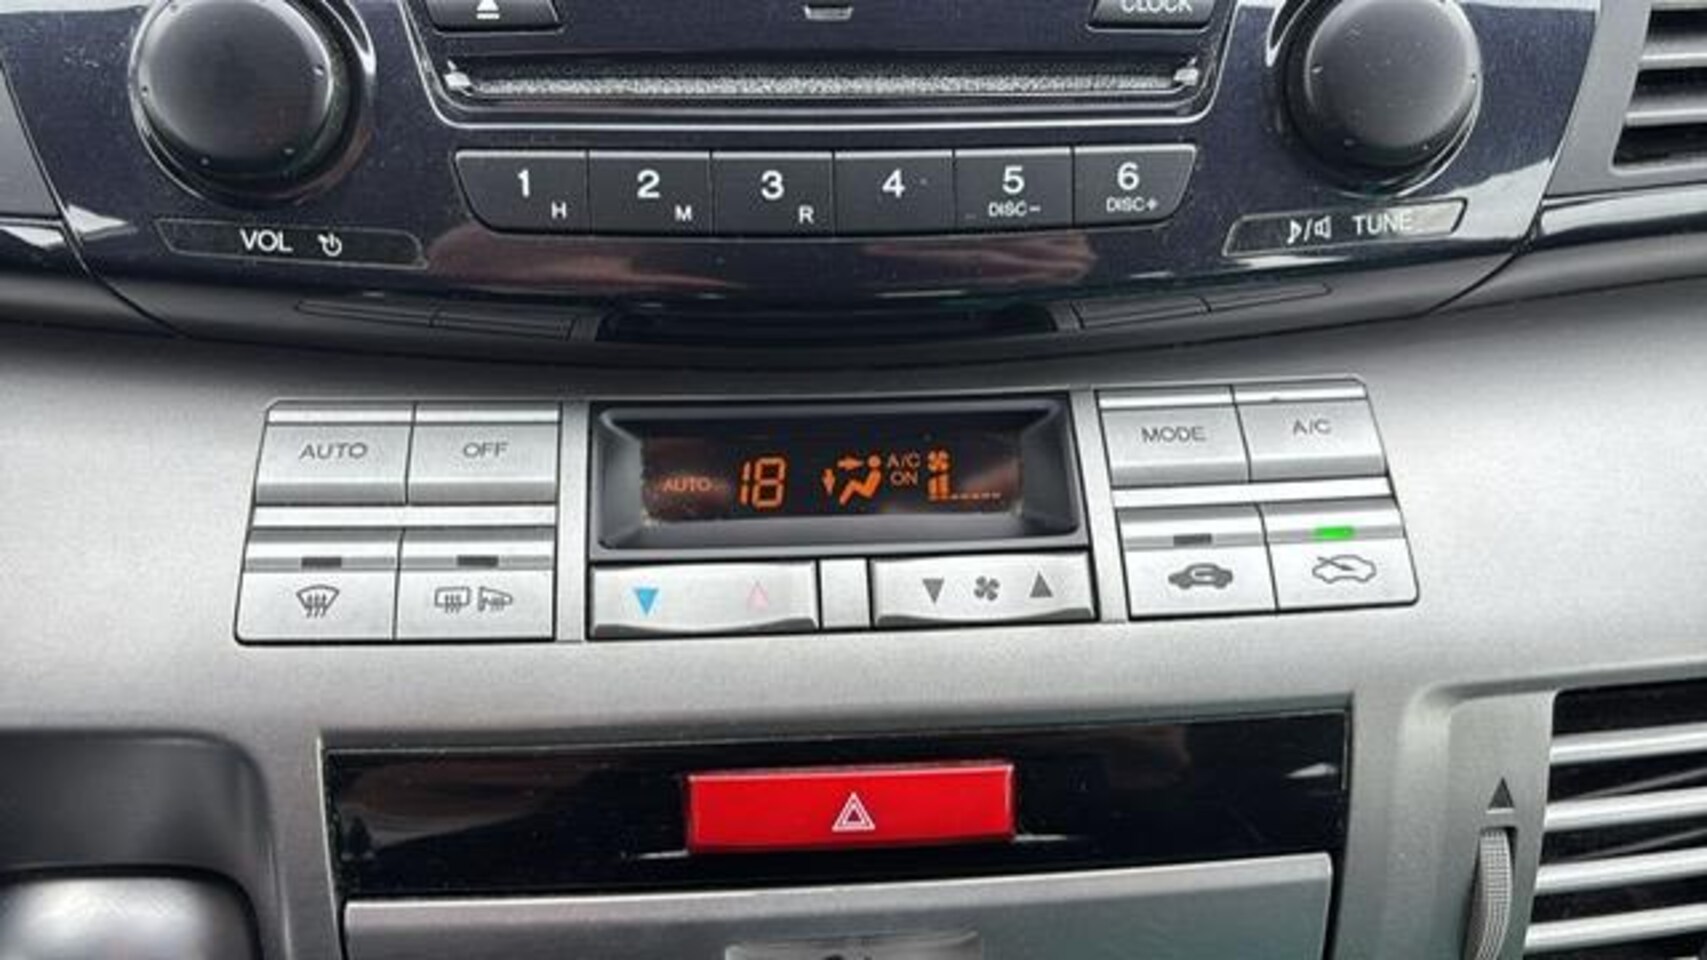 CLOCK
1 H 2 M 3 R 4 5 DISC- 6 DISC+
VOL
TUNE
AUTO OFF
AUTO 18 A/C ON
MODE A/C